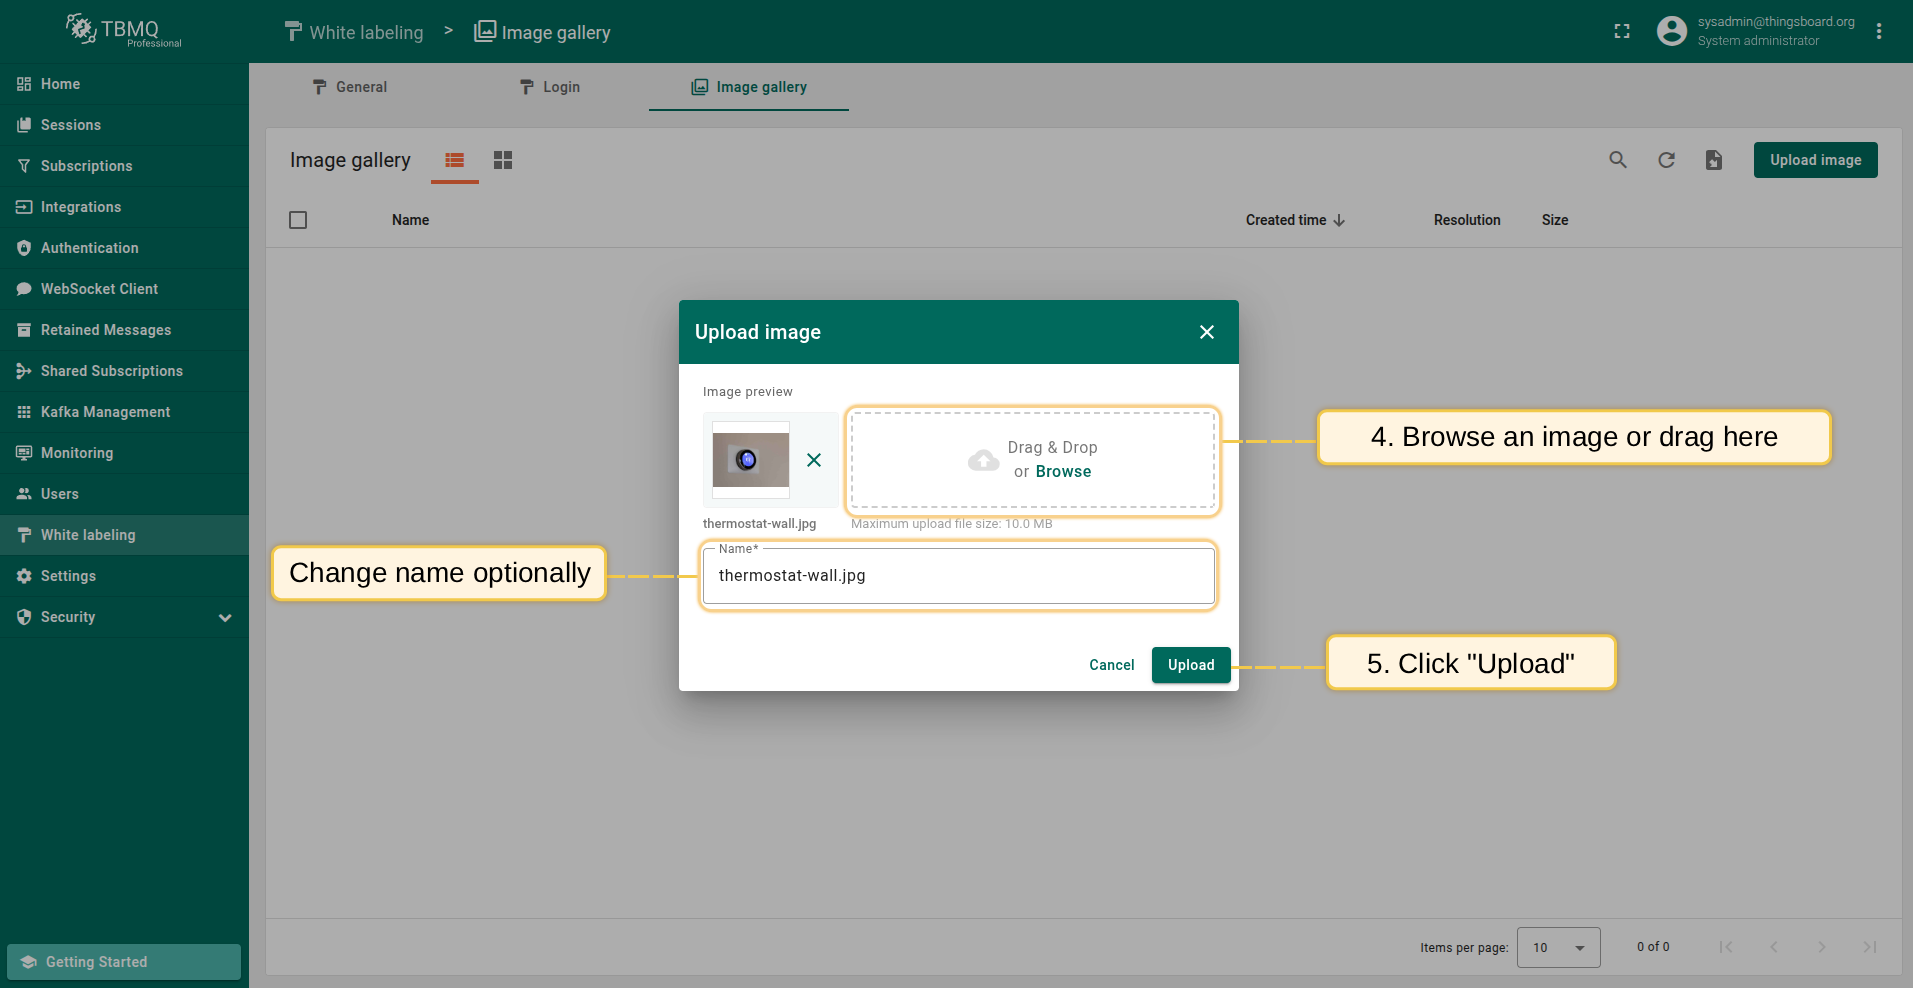 TBMQ
Professional
White labeling > Image gallery
sysadmin@thingsboard.org
System administrator
Home
Sessions
Subscriptions
Integrations
Authentication
WebSocket Client
Retained Messages
Shared Subscriptions
Kafka Management
Monitoring
Users
White labeling
Settings
Security
Getting Started
General
Login
Image gallery
Image gallery
Upload image
Name
Created time
Resolution
Size
Upload image
Image preview
Drag & Drop
or Browse
thermostat-wall.jpg
Maximum upload file size: 10.0 MB
Name*
thermostat-wall.jpg
Cancel
Upload
4. Browse an image or drag here
Change name optionally
5. Click "Upload"
Items per page:
10
0 of 0